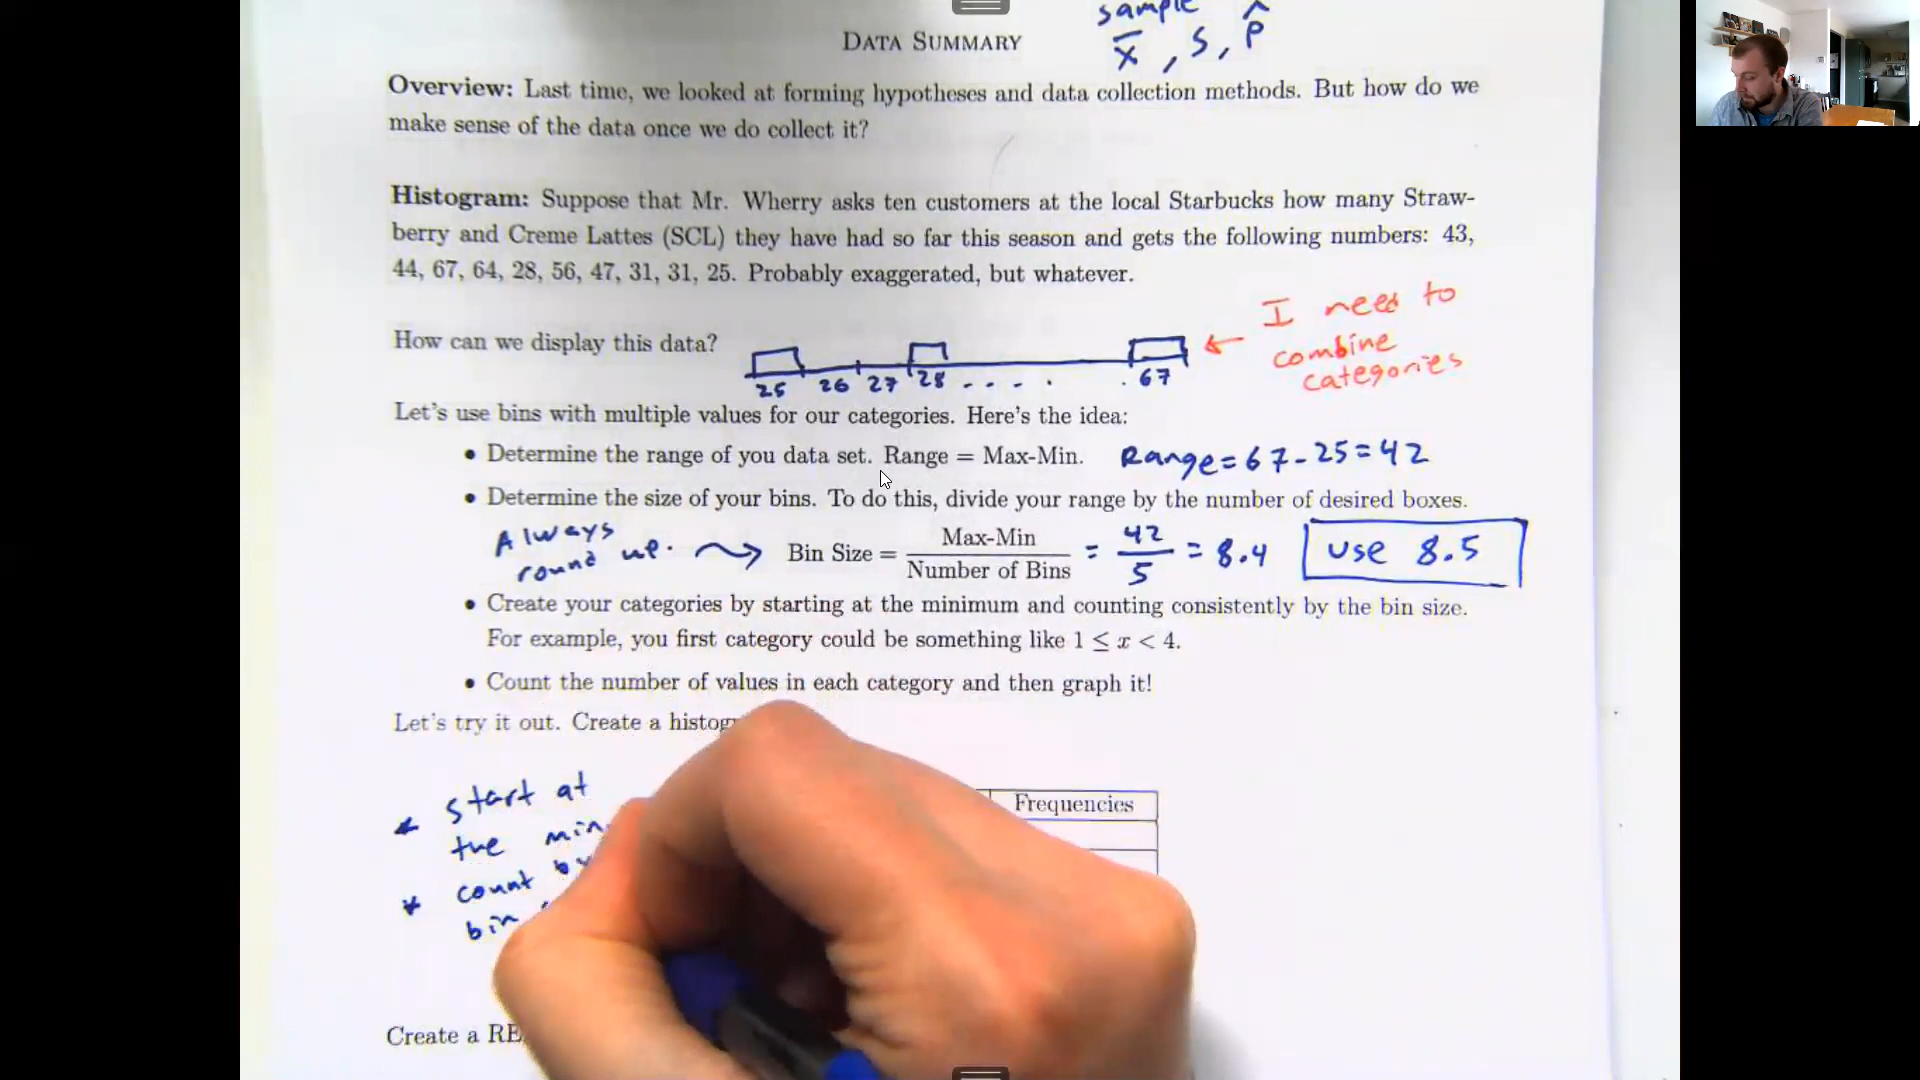 sample
x̄, s, p̂
DATA SUMMARY
Overview: Last time, we looked at forming hypotheses and data collection methods. But how do we
make sense of the data once we do collect it?
Histogram: Suppose that Mr. Wherry asks ten customers at the local Starbucks how many Straw-
berry and Creme Lattes (SCL) they have had so far this season and gets the following numbers: 43,
44, 67, 64, 28, 56, 47, 31, 31, 25. Probably exaggerated, but whatever.
How can we display this data?
25 26 27 28 . . . . . 67
← I need to
combine
categories
Let's use bins with multiple values for our categories. Here's the idea:
• Determine the range of you data set. Range = Max-Min. Range = 67-25=42
• Determine the size of your bins. To do this, divide your range by the number of desired boxes.
Always
round up.
Bin Size = Max-Min / Number of Bins = 42/5 = 8.4 use 8.5
• Create your categories by starting at the minimum and counting consistently by the bin size.
For example, you first category could be something like 1 ≤ x < 4.
• Count the number of values in each category and then graph it!
Let's try it out. Create a
start at
the min
count
bin
Frequencies
Create a